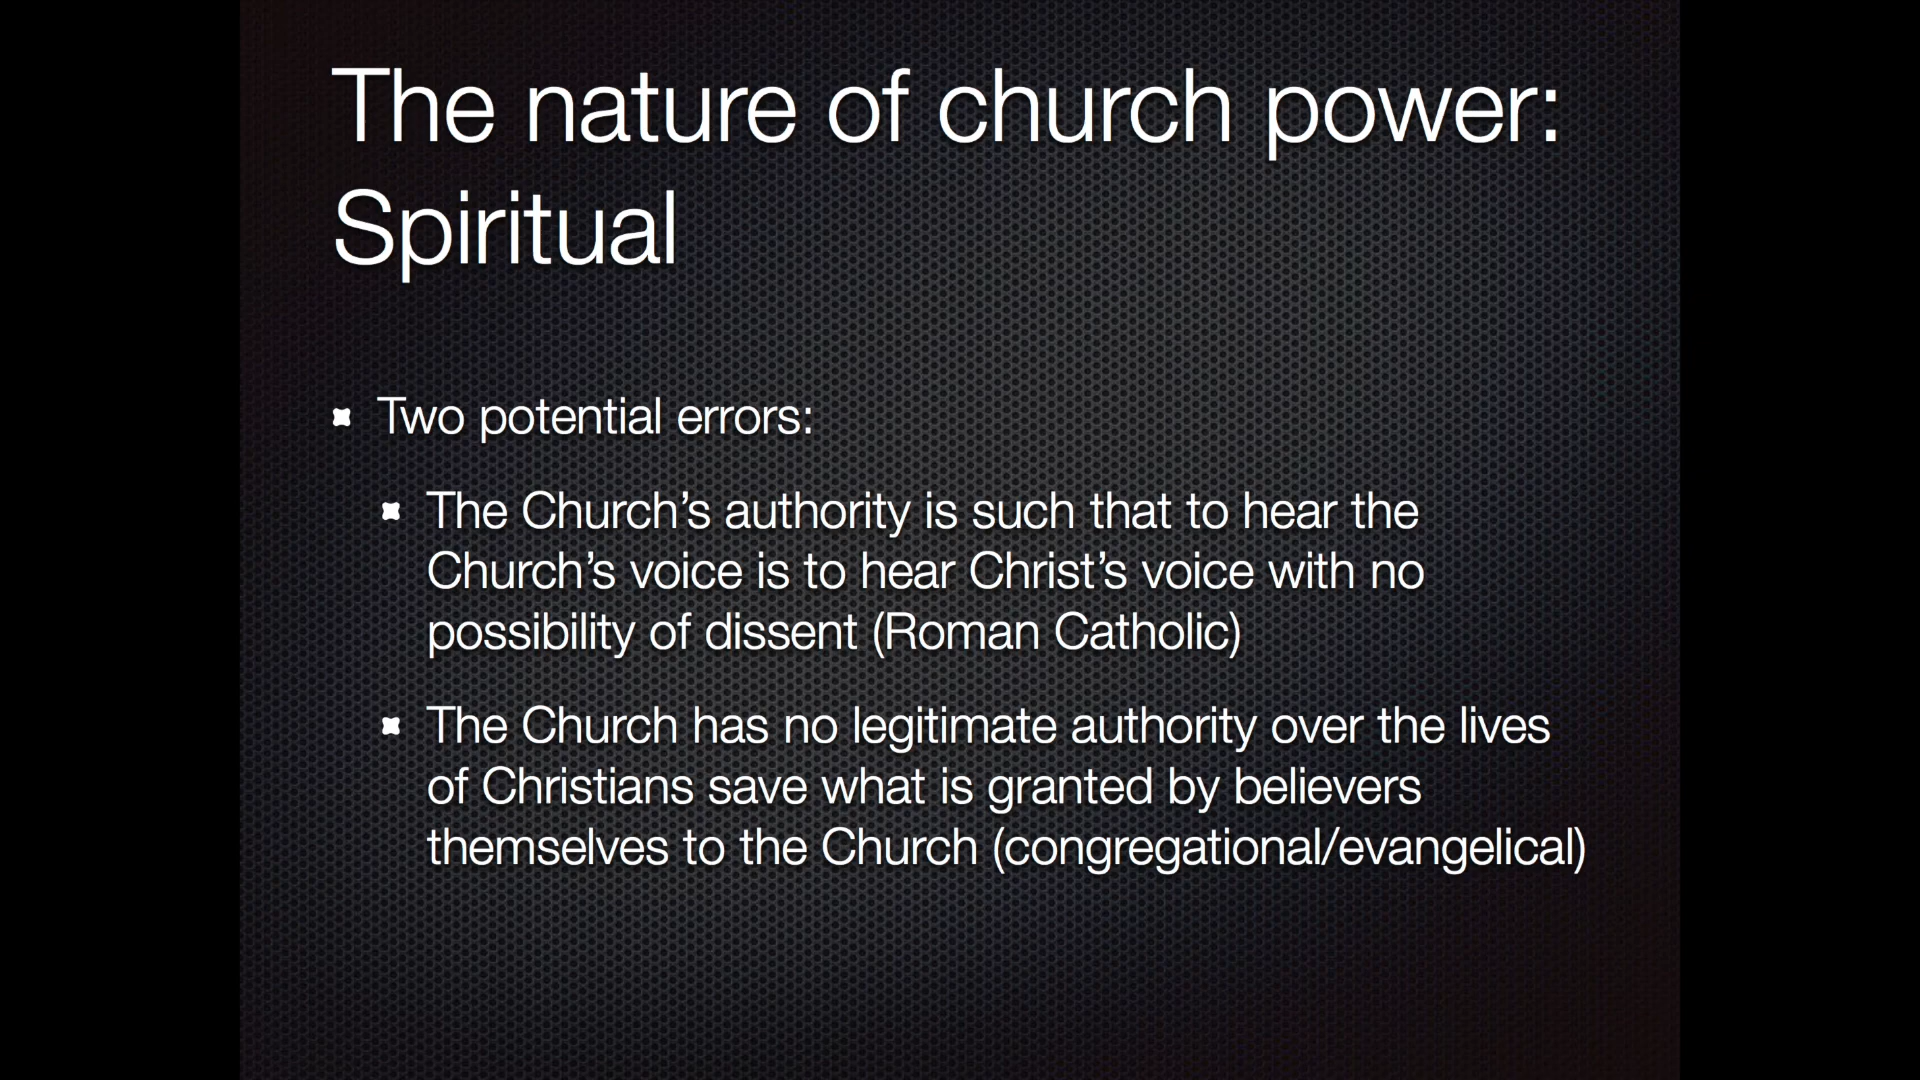 The nature of church power:
Spiritual
Two potential errors:
The Church’s authority is such that to hear the
Church’s voice is to hear Christ’s voice with no
possibility of dissent (Roman Catholic)
The Church has no legitimate authority over the lives
of Christians save what is granted by believers
themselves to the Church (congregational/evangelical)